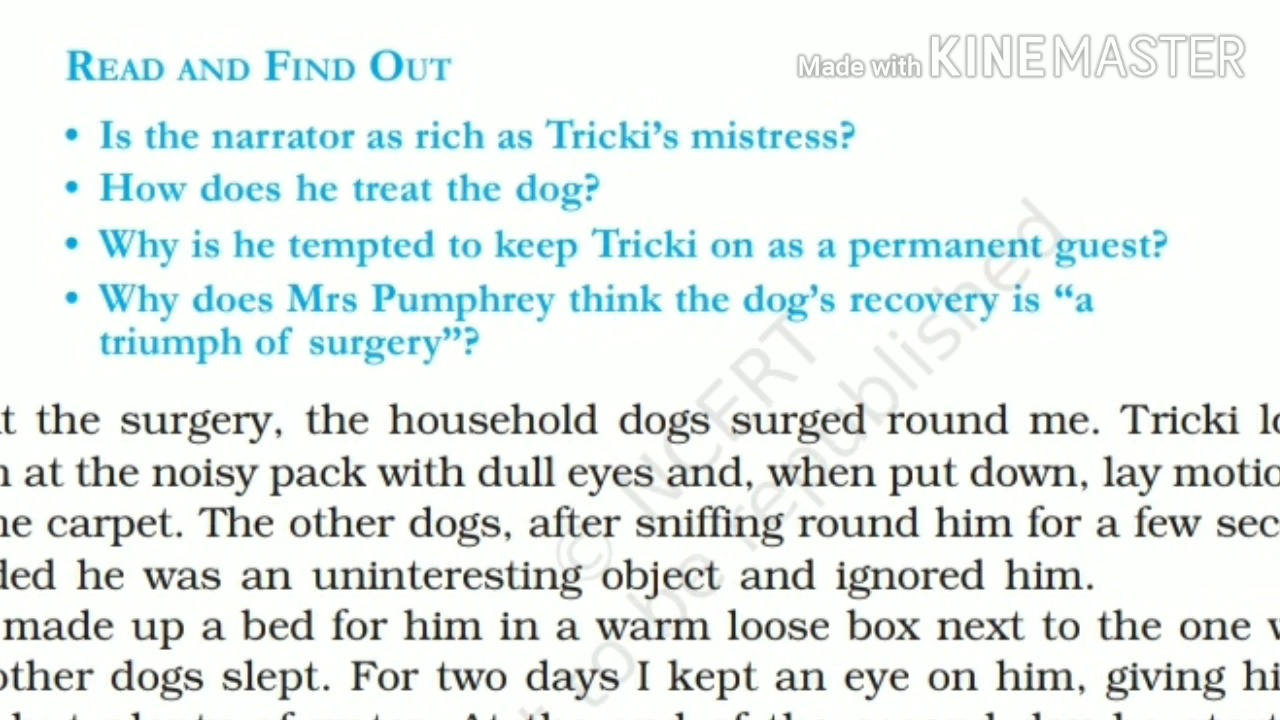 READ AND FIND OUT
Made with KINEMASTER
• Is the narrator as rich as Tricki's mistress?
• How does he treat the dog?
• Why is he tempted to keep Tricki on as a permanent guest?
• Why does Mrs Pumphrey think the dog's recovery is “a
triumph of surgery”?
the surgery, the household dogs surged round me. Tricki
at the noisy pack with dull eyes and, when put down, lay
carpet. The other dogs, after sniffing round him for a few
he was an uninteresting object and ignored him.
made up a bed for him in a warm loose box next to the one
other dogs slept. For two days I kept an eye on him, giving
© NCERT
to be republished